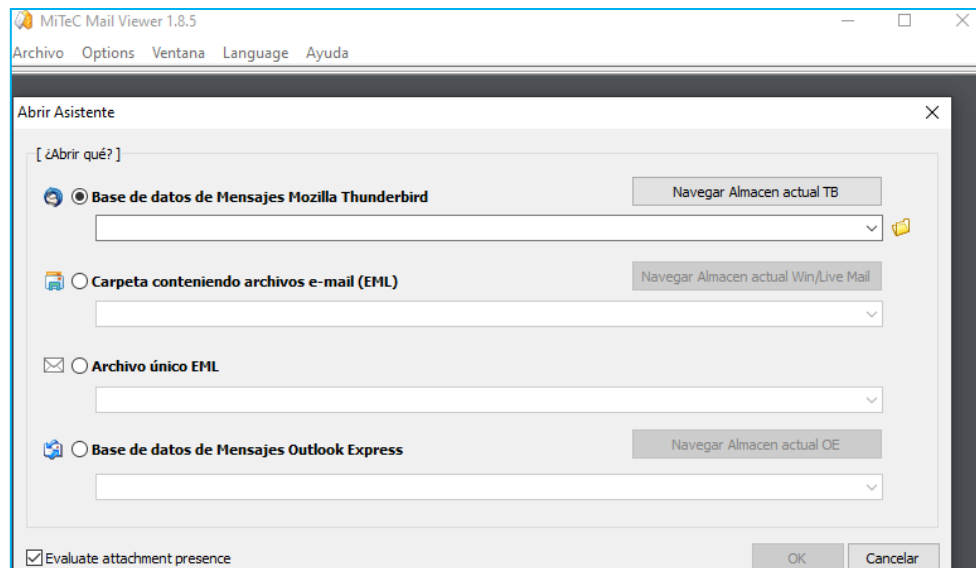 MiTeC Mail Viewer 1.8.5
Archivo Options Ventana Language Ayuda
Abrir Asistente
[ ¿Abrir qué? ]
Base de datos de Mensajes Mozilla Thunderbird
Navegar Almacen actual TB
Carpeta conteniendo archivos e-mail (EML)
Navegar Almacen actual Win/Live Mail
Archivo único EML
Base de datos de Mensajes Outlook Express
Navegar Almacen actual OE
Evaluate attachment presence
OK
Cancelar